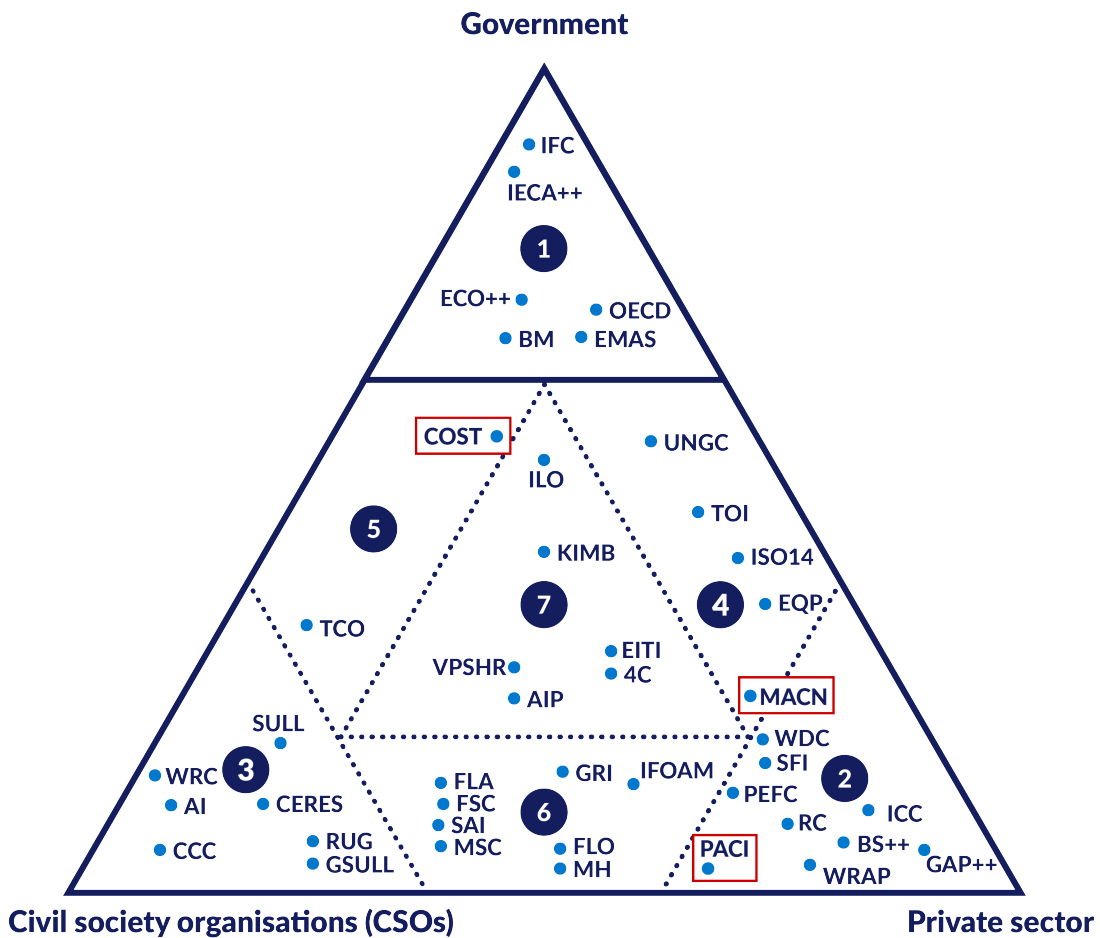 Government
IFC
IECA++
1
ECO++
OECD
BM
EMAS
COST
UNGC
ILO
TOI
5
KIMB
ISO14
7
4
EQP
TCO
EITI
VPSHR
4C
AIP
MACN
SULL
WDC
SFI
3
WRC
GRI
IFOAM
2
FLA
PEFC
AI
CERES
FSC
6
ICC
SAI
RC
RUG
MSC
FLO
PACI
BS++
CCC
GSULL
MH
WRAP
GAP++
Civil society organisations (CSOs)
Private sector